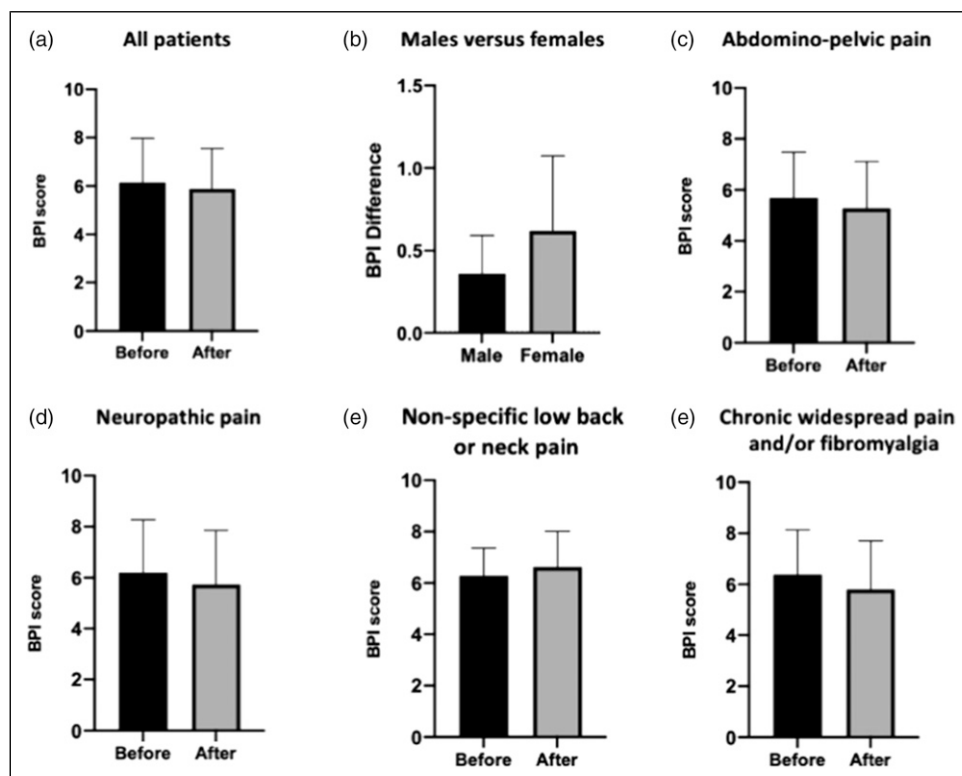 (a) All patients
10
8
6
4
2
0
BPI score
Before After
(b) Males versus females
1.5
1.0
0.5
0.0
BPI Difference
Male Female
(c) Abdomino-pelvic pain
10
8
6
4
2
0
BPI score
Before After
(d) Neuropathic pain
10
8
6
4
2
0
BPI score
Before After
(e) Non-specific low back
or neck pain
10
8
6
4
2
0
BPI score
Before After
(e) Chronic widespread pain
and/or fibromyalgia
10
8
6
4
2
0
BPI score
Before After